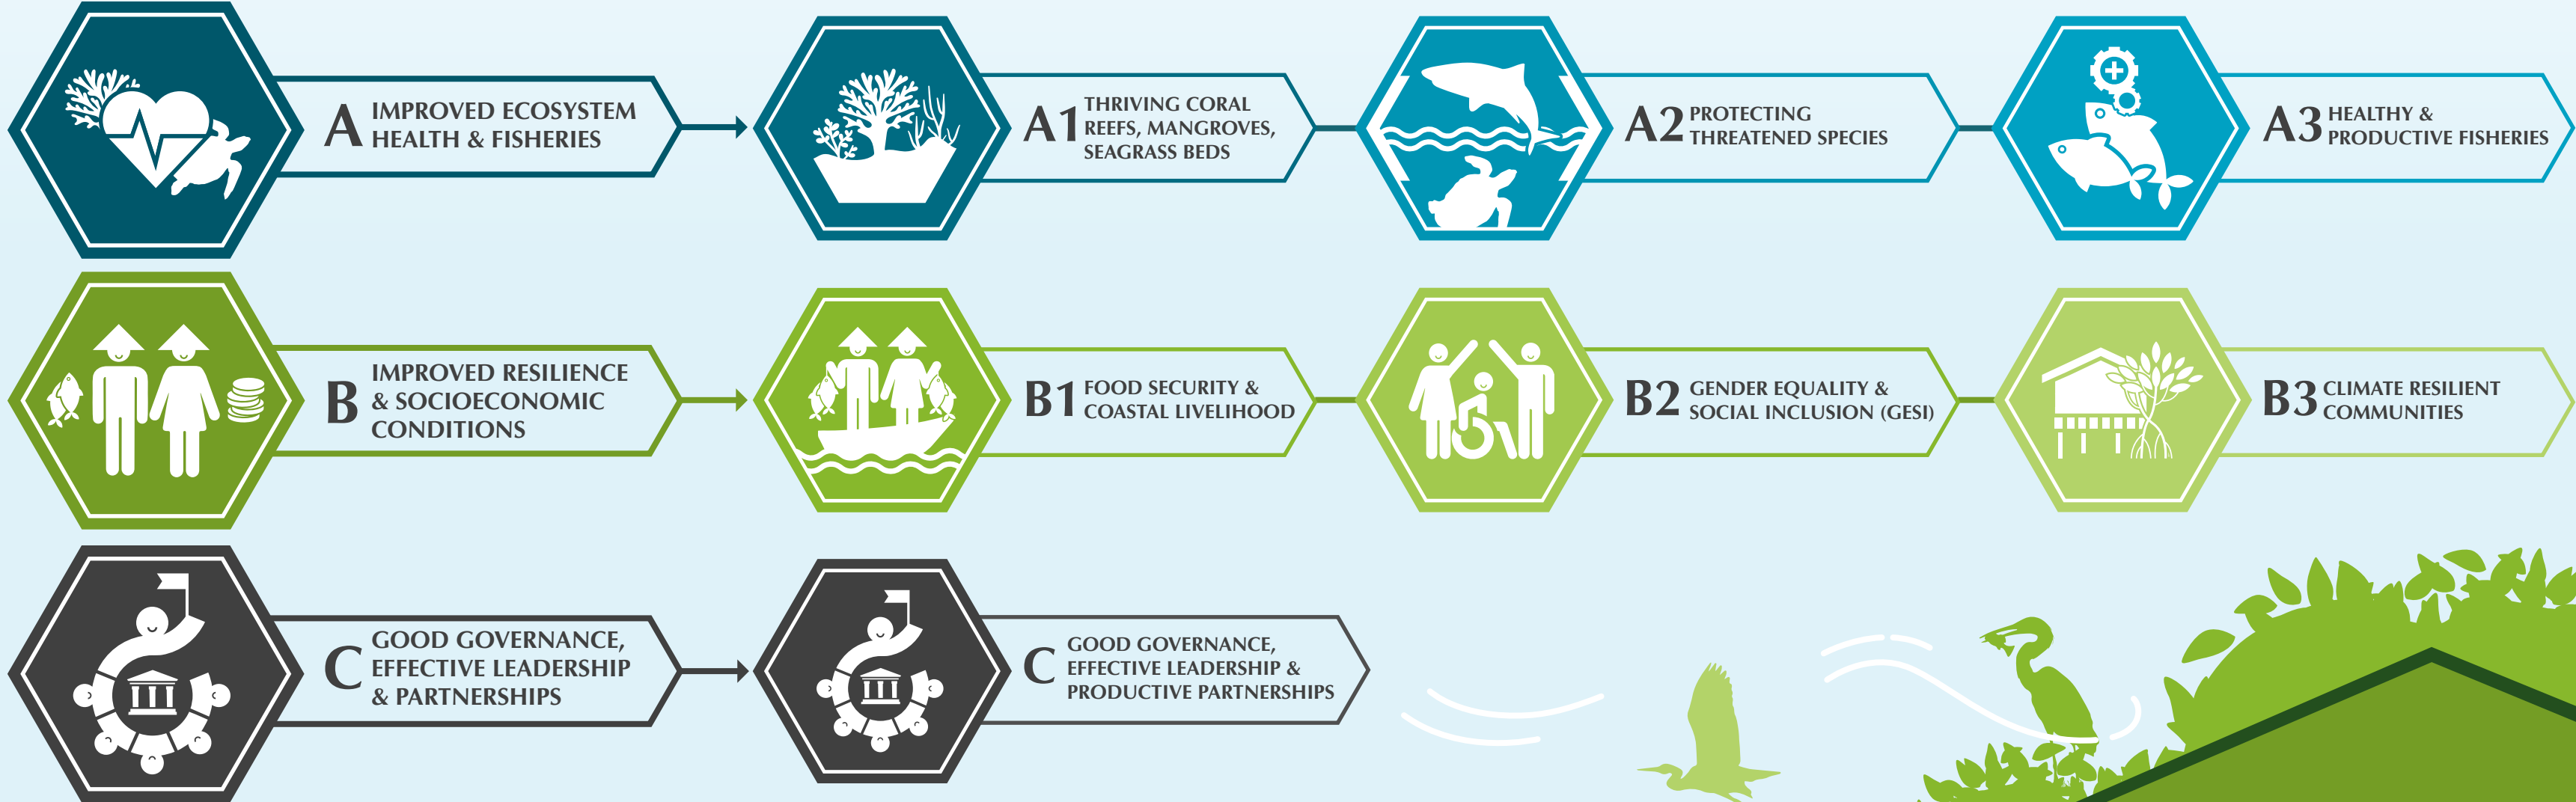 A
IMPROVED ECOSYSTEM
HEALTH & FISHERIES
A1
THRIVING CORAL
REEFS, MANGROVES,
SEAGRASS BEDS
A2
PROTECTING
THREATENED SPECIES
A3
HEALTHY &
PRODUCTIVE FISHERIES
B
IMPROVED RESILIENCE
& SOCIOECONOMIC
CONDITIONS
B1
FOOD SECURITY &
COASTAL LIVELIHOOD
B2
GENDER EQUALITY &
SOCIAL INCLUSION (GESI)
B3
CLIMATE RESILIENT
COMMUNITIES
C
GOOD GOVERNANCE,
EFFECTIVE LEADERSHIP
& PARTNERSHIPS
C
GOOD GOVERNANCE,
EFFECTIVE LEADERSHIP &
PRODUCTIVE PARTNERSHIPS